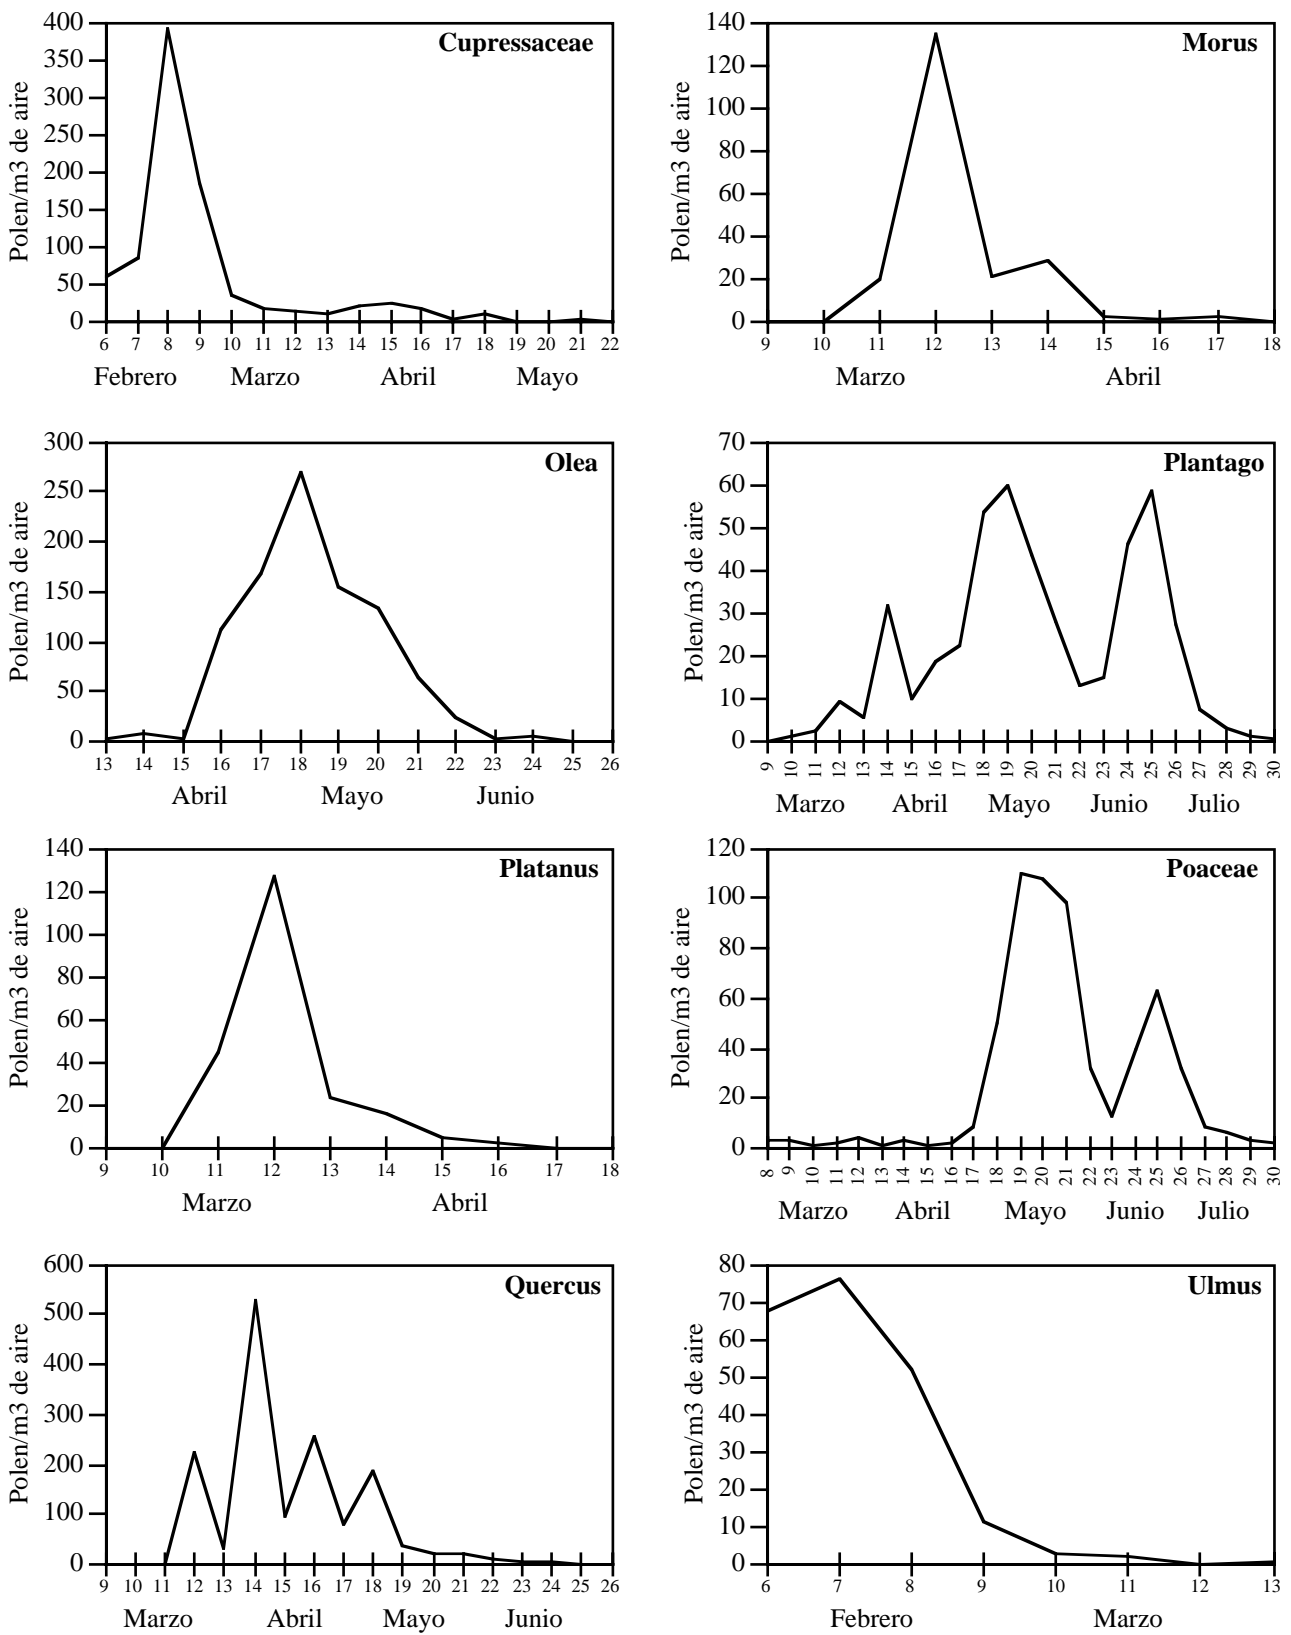 Cupressaceae
Polen/m3 de aire
400
350
300
250
200
150
100
50
0
6 7 8 9 10 11 12 13 14 15 16 17 18 19 20 21 22
Febrero Marzo Abril Mayo
Morus
Polen/m3 de aire
140
120
100
80
60
40
20
0
9 10 11 12 13 14 15 16 17 18
Marzo Abril
Olea
Polen/m3 de aire
300
250
200
150
100
50
0
13 14 15 16 17 18 19 20 21 22 23 24 25 26
Abril Mayo Junio
Plantago
Polen/m3 de aire
70
60
50
40
30
20
10
0
9 10 11 12 13 14 15 16 17 18 19 20 21 22 23 24 25 26 27 28 29 30
Marzo Abril Mayo Junio Julio
Platanus
Polen/m3 de aire
140
120
100
80
60
40
20
0
9 10 11 12 13 14 15 16 17 18
Marzo Abril
Poaceae
Polen/m3 de aire
120
100
80
60
40
20
0
8 9 10 11 12 13 14 15 16 17 18 19 20 21 22 23 24 25 26 27 28 29 30
Marzo Abril Mayo Junio Julio
Quercus
Polen/m3 de aire
600
500
400
300
200
100
0
9 10 11 12 13 14 15 16 17 18 19 20 21 22 23 24 25 26
Marzo Abril Mayo Junio
Ulmus
Polen/m3 de aire
80
70
60
50
40
30
20
10
0
6 7 8 9 10 11 12 13
Febrero Marzo